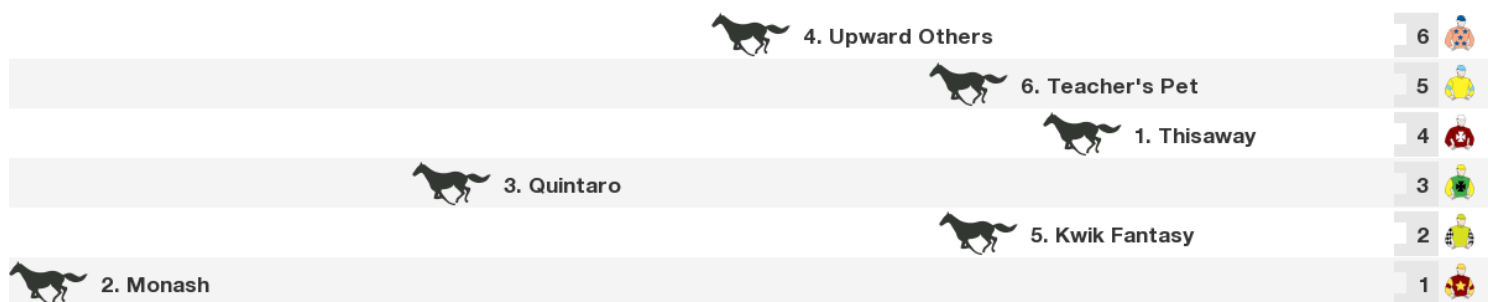 4. Upward Others 6
6. Teacher's Pet 5
1. Thisaway 4
3. Quintaro 3
5. Kwik Fantasy 2
2. Monash 1